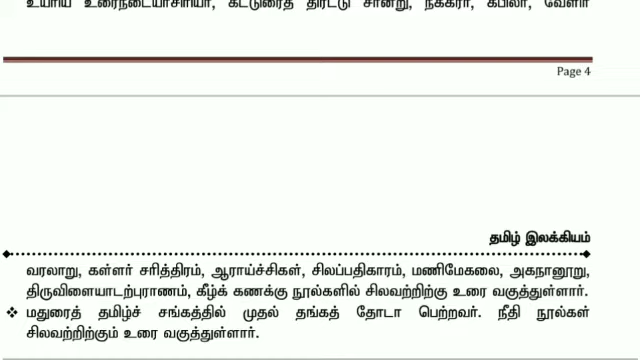 உயரிய உரைநடையாசிரியர், கட்டுரைத் திரட்டு சான்று, நக்கீரர், கபிலர், வேளிர்
Page 4
தமிழ் இலக்கியம்
வரலாறு, கள்ளர் சரித்திரம், ஆராய்ச்சிகள், சிலப்பதிகாரம், மணிமேகலை, அகநானூறு,
திருவிளையாடற்புராணம், கீழ்க் கணக்கு நூல்களில் சிலவற்றிற்கு உரை வகுத்துள்ளார்.
❖ மதுரைத் தமிழ்ச் சங்கத்தில் முதல் தங்கத் தோடா பெற்றவர். நீதி நூல்கள்
சிலவற்றிற்கும் உரை வகுத்துள்ளார்.